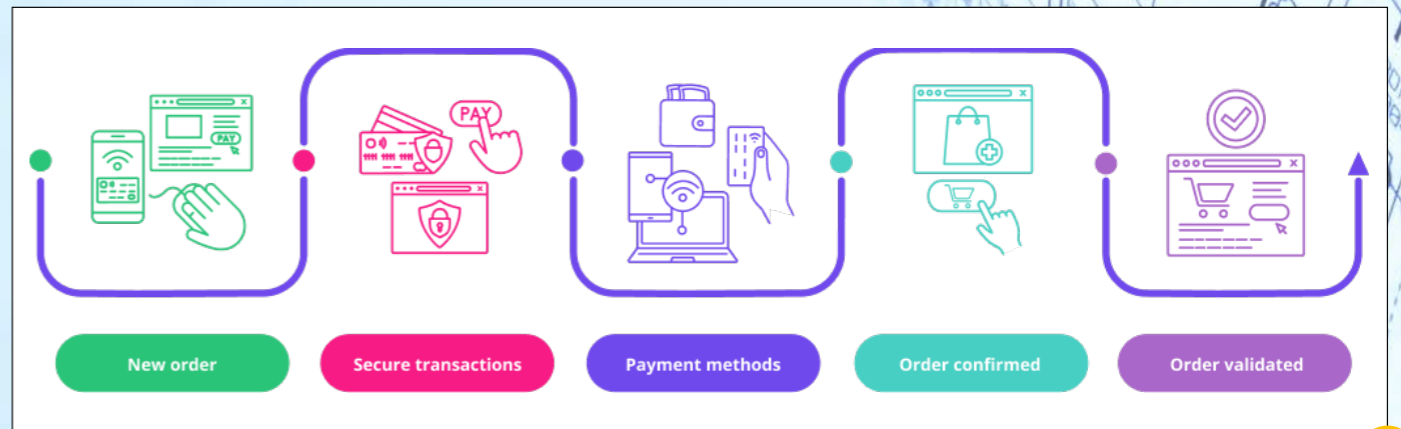 PAY
PAY
New order
Secure transactions
Payment methods
Order confirmed
Order validated